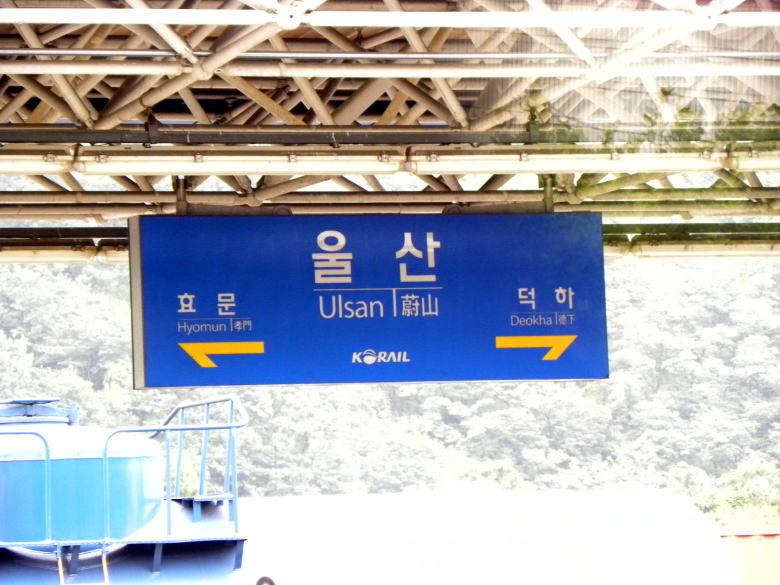 울 산
Ulsan 蔚山
효 문
Hyomun 孝門
덕 하
Deokha 德下
KORAIL